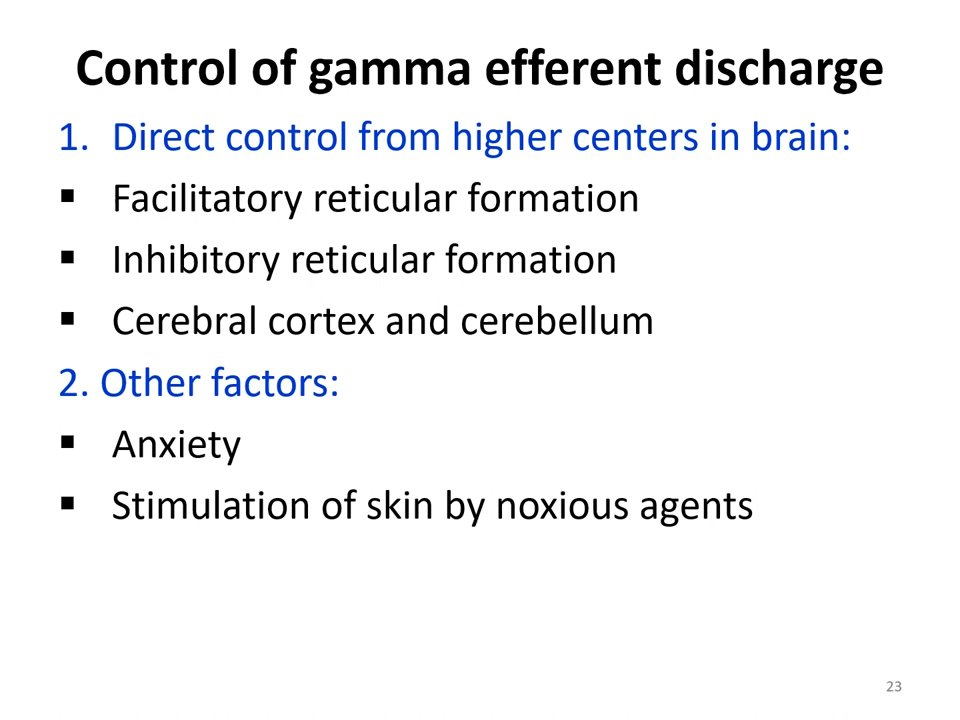 Control of gamma efferent discharge
1. Direct control from higher centers in brain:
▪ Facilitatory reticular formation
▪ Inhibitory reticular formation
▪ Cerebral cortex and cerebellum
2. Other factors:
▪ Anxiety
▪ Stimulation of skin by noxious agents
23